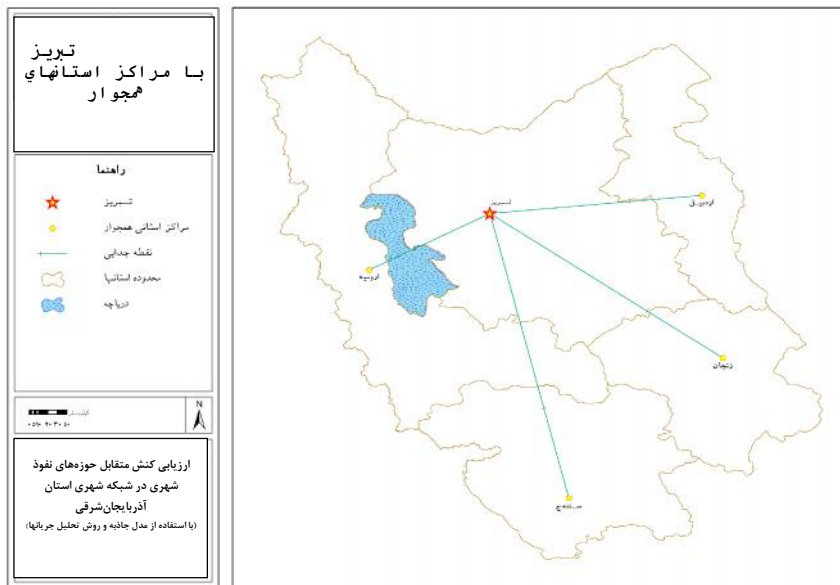 تبریز
با مراکز استانهاي
همجوار
راهنما
تبریز
مراکز استانی همجوار
نقطه جدایی
محدوده استانها
دریاچه
N
ارزیابی کنش متقابل حوزه‌های نفوذ
شهری در شبکه شهری استان
آذربایجان‌شرقی
(با استفاده از مدل جاذبه و روش تحلیل جریانها)
تبریز
اردبیل
ارومیه
زنجان
سنندج